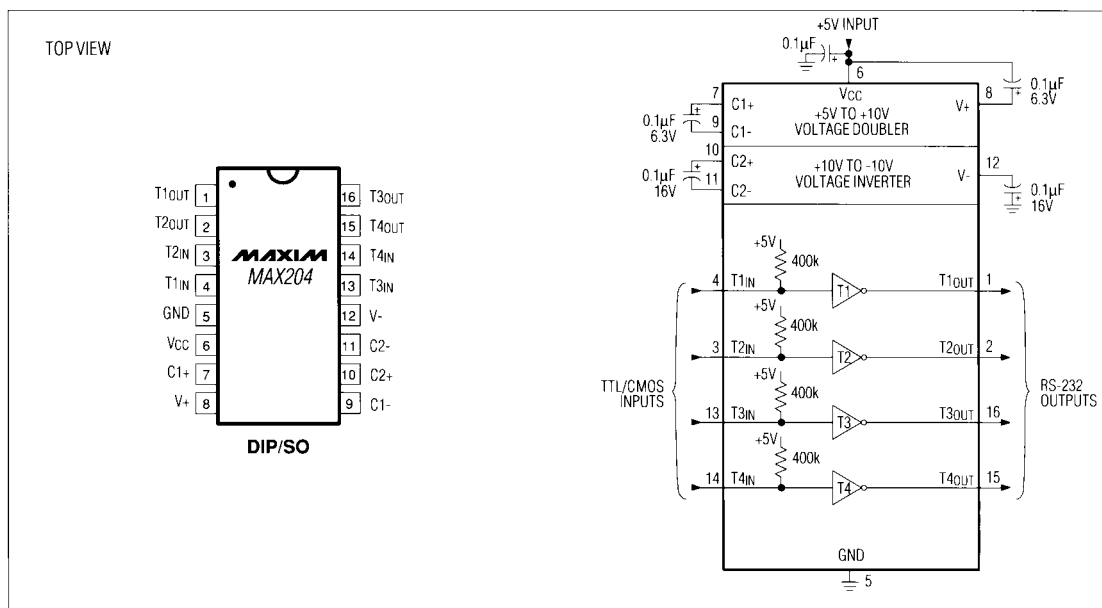 TOP VIEW
T1OUT 1
T2OUT 2
T2IN 3
T1IN 4
GND 5
VCC 6
C1+ 7
V+ 8
16 T3OUT
15 T4OUT
14 T4IN
13 T3IN
12 V-
11 C2-
10 C2+
9 C1-
MAXIM
MAX204
DIP/SO
+5V INPUT
0.1µF
+
6
VCC
+5V TO +10V
VOLTAGE DOUBLER
7 C1+
9 C1-
+
0.1µF
6.3V
V+ 8
+
0.1µF
6.3V
10 C2+
11 C2-
+
0.1µF
16V
+10V TO -10V
VOLTAGE INVERTER
V- 12
+
0.1µF
16V
+5V
400k
4 T1IN T1 T1OUT 1
+5V
400k
3 T2IN T2 T2OUT 2
TTL/CMOS
INPUTS
RS-232
OUTPUTS
+5V
400k
13 T3IN T3 T3OUT 16
+5V
400k
14 T4IN T4 T4OUT 15
GND
5